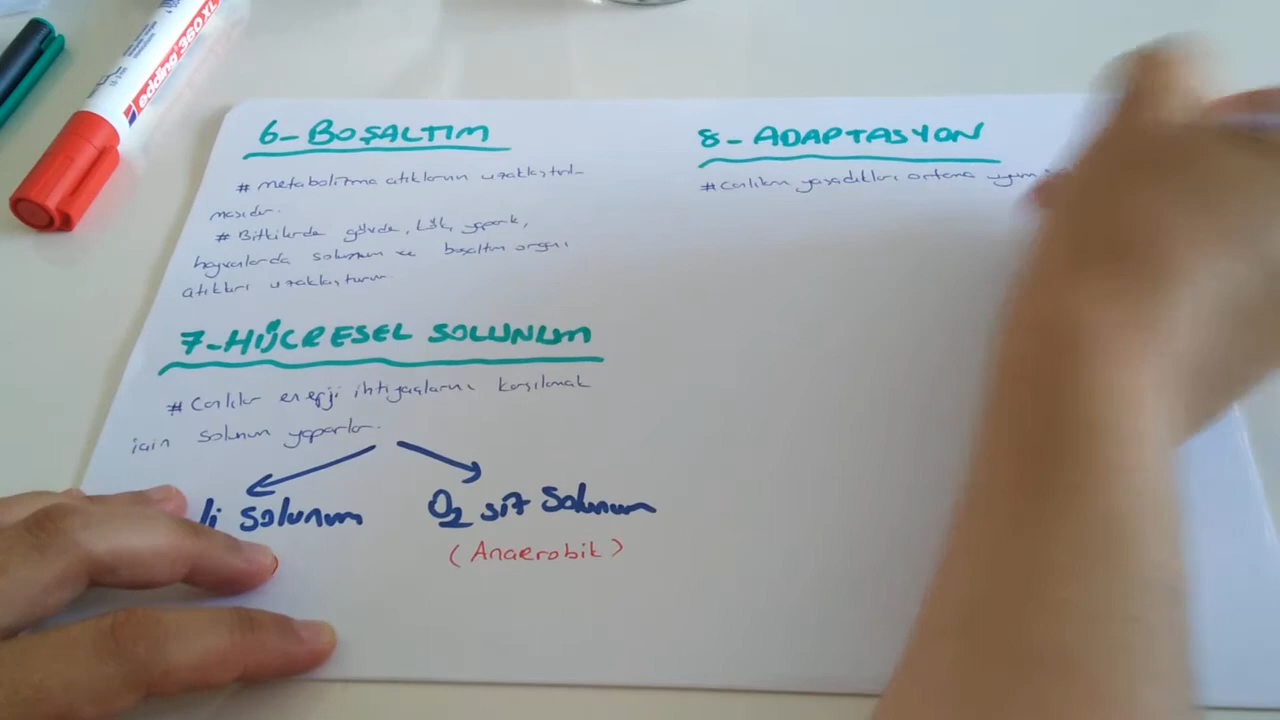 edding 360 XL
6- BOŞALTIM
# metabolizma atıklarının uzaklaştırıl-
masıdır.
# Bitkilerde gövde, kök, yaprak,
hayvanlarda solunum ve boşaltım organı
atıkları uzaklaştırır
7- HÜCRESEL SOLUNUM
# Canlılar enerji ihtiyaçlarını karşılamak
için solunum yaparlar.
li solunum
O2 siz Solunum
(Anaerobik)
8- ADAPTASYON
# Canlıların yaşadıkları ortama uyum